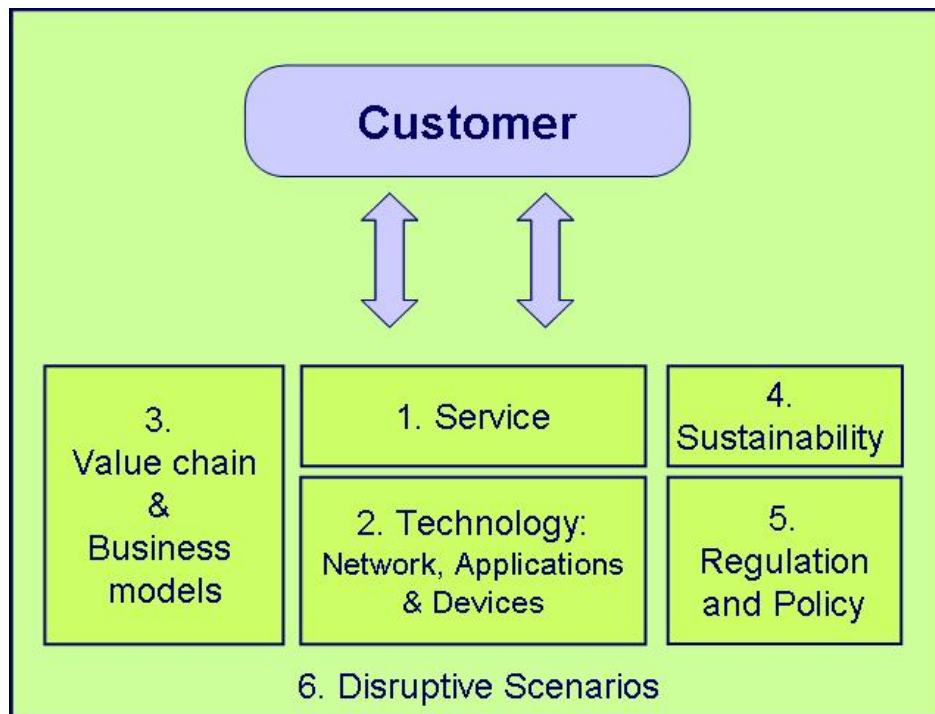 Customer
3.
Value chain
&
Business
models
1. Service
2. Technology:
Network, Applications
& Devices
4.
Sustainability
5.
Regulation
and Policy
6. Disruptive Scenarios